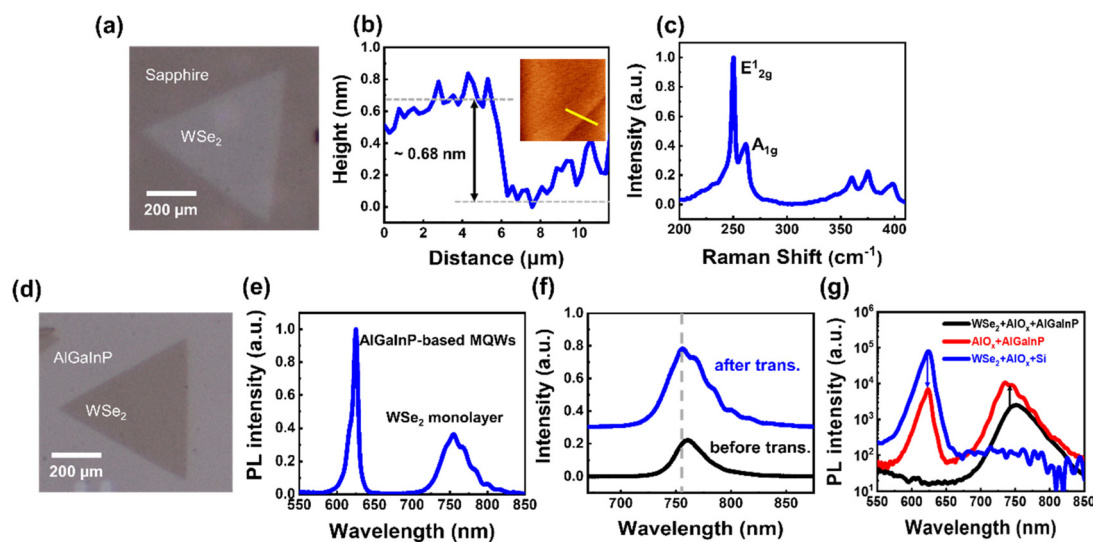 (a)
Sapphire
WSe₂
200 µm
(b)
Height (nm)
1.0
0.8
0.6
0.4
0.2
0.0
~ 0.68 nm
0 2 4 6 8 10
Distance (µm)
(c)
Intensity (a.u.)
1.0
0.8
0.6
0.4
0.2
0.0
E¹₂g
A₁g
200 250 300 350 400
Raman Shift (cm⁻¹)
(d)
AlGaInP
WSe₂
200 µm
(e)
PL intensity (a.u.)
1.0
0.8
0.6
0.4
0.2
0.0
AlGaInP-based MQWs
WSe₂ monolayer
550 600 650 700 750 800 850
Wavelength (nm)
(f)
Intensity (a.u.)
1.0
0.8
0.6
0.4
0.2
0.0
after trans.
before trans.
700 750 800 850
Wavelength (nm)
(g)
PL intensity (a.u.)
10⁶
10⁵
10⁴
10³
10²
10¹
WSe₂+AlOₓ+AlGaInP
AlOₓ+AlGaInP
WSe₂+AlOₓ+Si
550 600 650 700 750 800 850
Wavelength (nm)